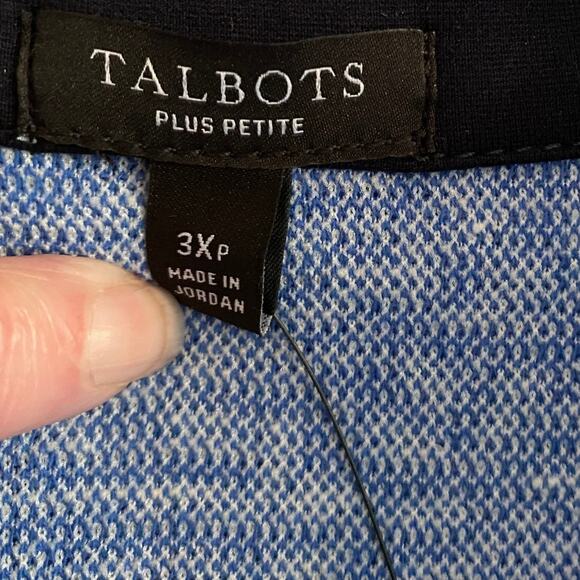 TALBOTS
PLUS PETITE
3XP
MADE IN
JORDAN